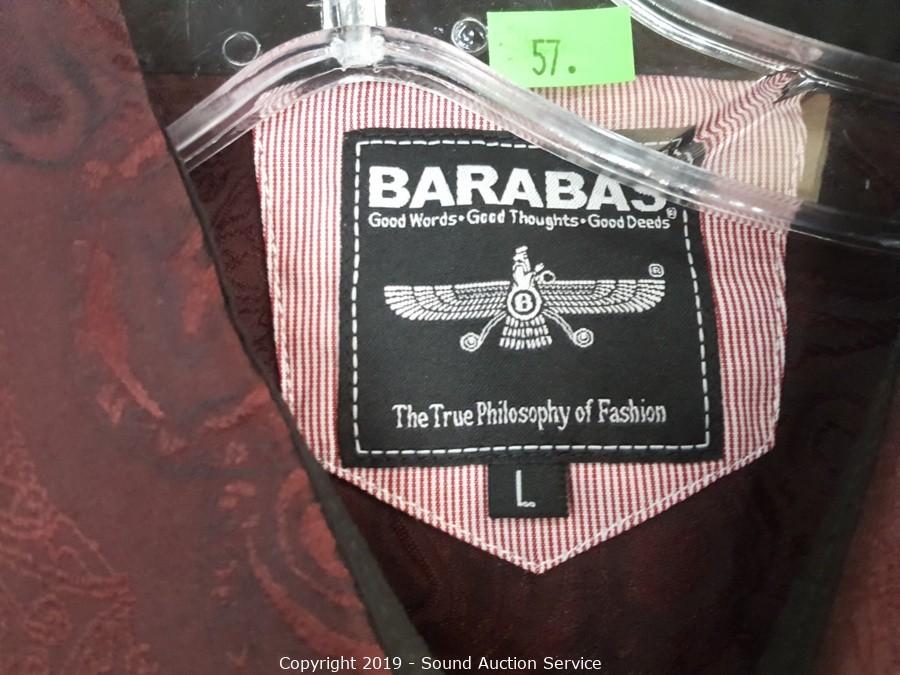 57.
BARABAS®
Good Words • Good Thoughts • Good Deeds
B
®
The True Philosophy of Fashion
L
Copyright 2019 - Sound Auction Service